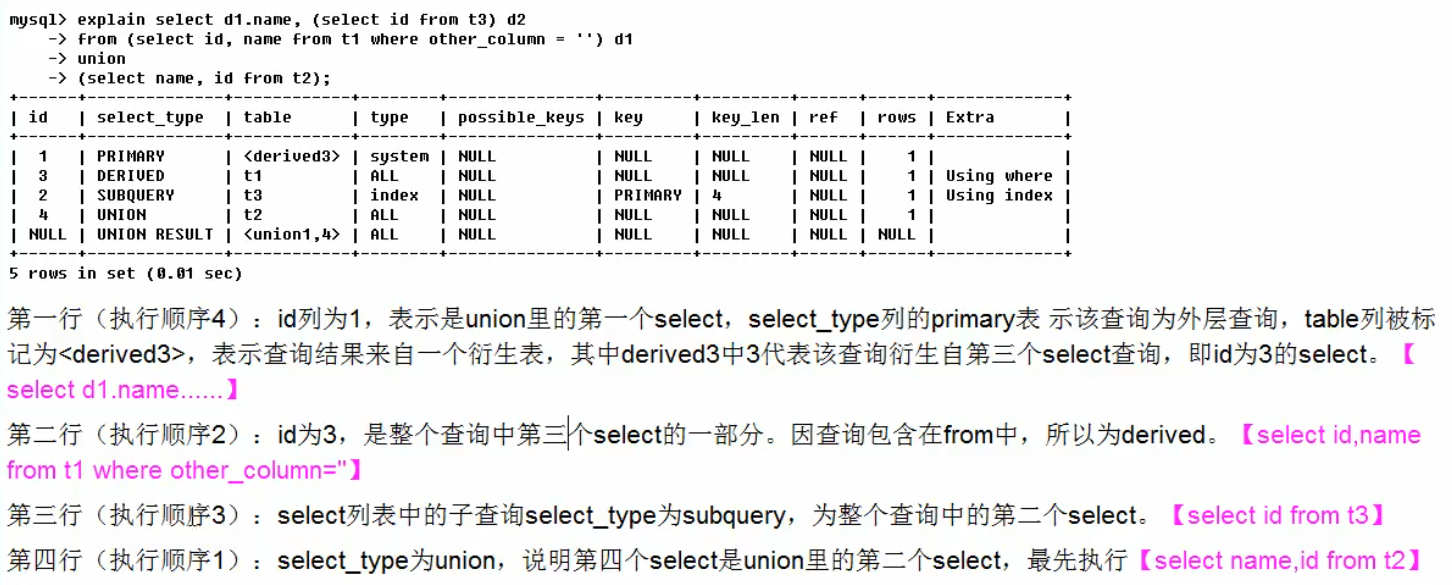 mysql> explain select d1.name, (select id from t3) d2
    -> from (select id, name from t1 where other_column = '') d1
    -> union
    -> (select name, id from t2);
+------+--------------+------------+--------+---------------+---------+---------+------+------+-------------+
| id   | select_type  | table      | type   | possible_keys | key     | key_len | ref  | rows | Extra       |
+------+--------------+------------+--------+---------------+---------+---------+------+------+-------------+
|  1   | PRIMARY      | <derived3> | system | NULL          | NULL    | NULL    | NULL |    1 |             |
|  3   | DERIVED      | t1         | ALL    | NULL          | NULL    | NULL    | NULL |    1 | Using where |
|  2   | SUBQUERY     | t3         | index  | NULL          | PRIMARY | 4       | NULL |    1 | Using index |
|  4   | UNION        | t2         | ALL    | NULL          | NULL    | NULL    | NULL |    1 |             |
| NULL | UNION RESULT | <union1,4> | ALL    | NULL          | NULL    | NULL    | NULL | NULL |             |
+------+--------------+------------+--------+---------------+---------+---------+------+------+-------------+
5 rows in set (0.01 sec)
第一行（执行顺序4）：id列为1，表示是union里的第一个select，select_type列的primary表 示该查询为外层查询，table列被标
记为<derived3>，表示查询结果来自一个衍生表，其中derived3中3代表该查询衍生自第三个select查询，即id为3的select。【
select d1.name......】
第二行（执行顺序2）：id为3，是整个查询中第三个select的一部分。因查询包含在from中，所以为derived。【select id,name
from t1 where other_column=''】
第三行（执行顺序3）：select列表中的子查询select_type为subquery，为整个查询中的第二个select。【select id from t3】
第四行（执行顺序1）：select_type为union，说明第四个select是union里的第二个select，最先执行【select name,id from t2】